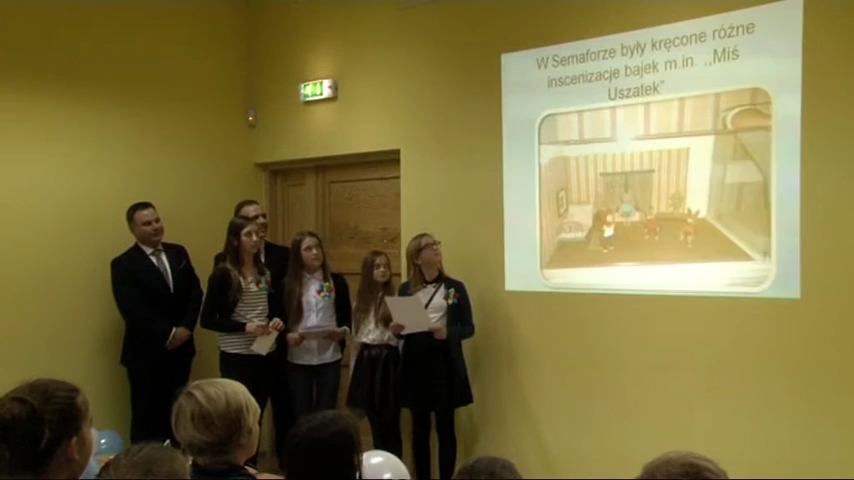 W Semaforze były kręcone różne
inscenizacje bajek m.in. ,,Miś
Uszatek"